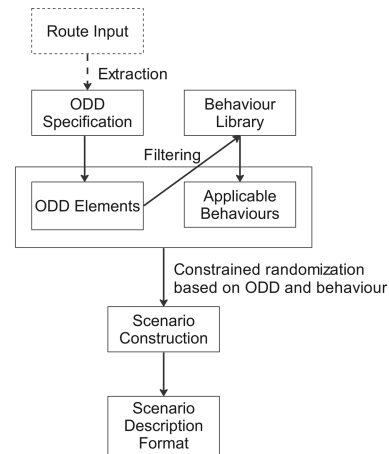 Route Input
Extraction
ODD
Specification
Behaviour
Library
Filtering
ODD Elements
Applicable
Behaviours
Constrained randomization
based on ODD and behaviour
Scenario
Construction
Scenario
Description
Format